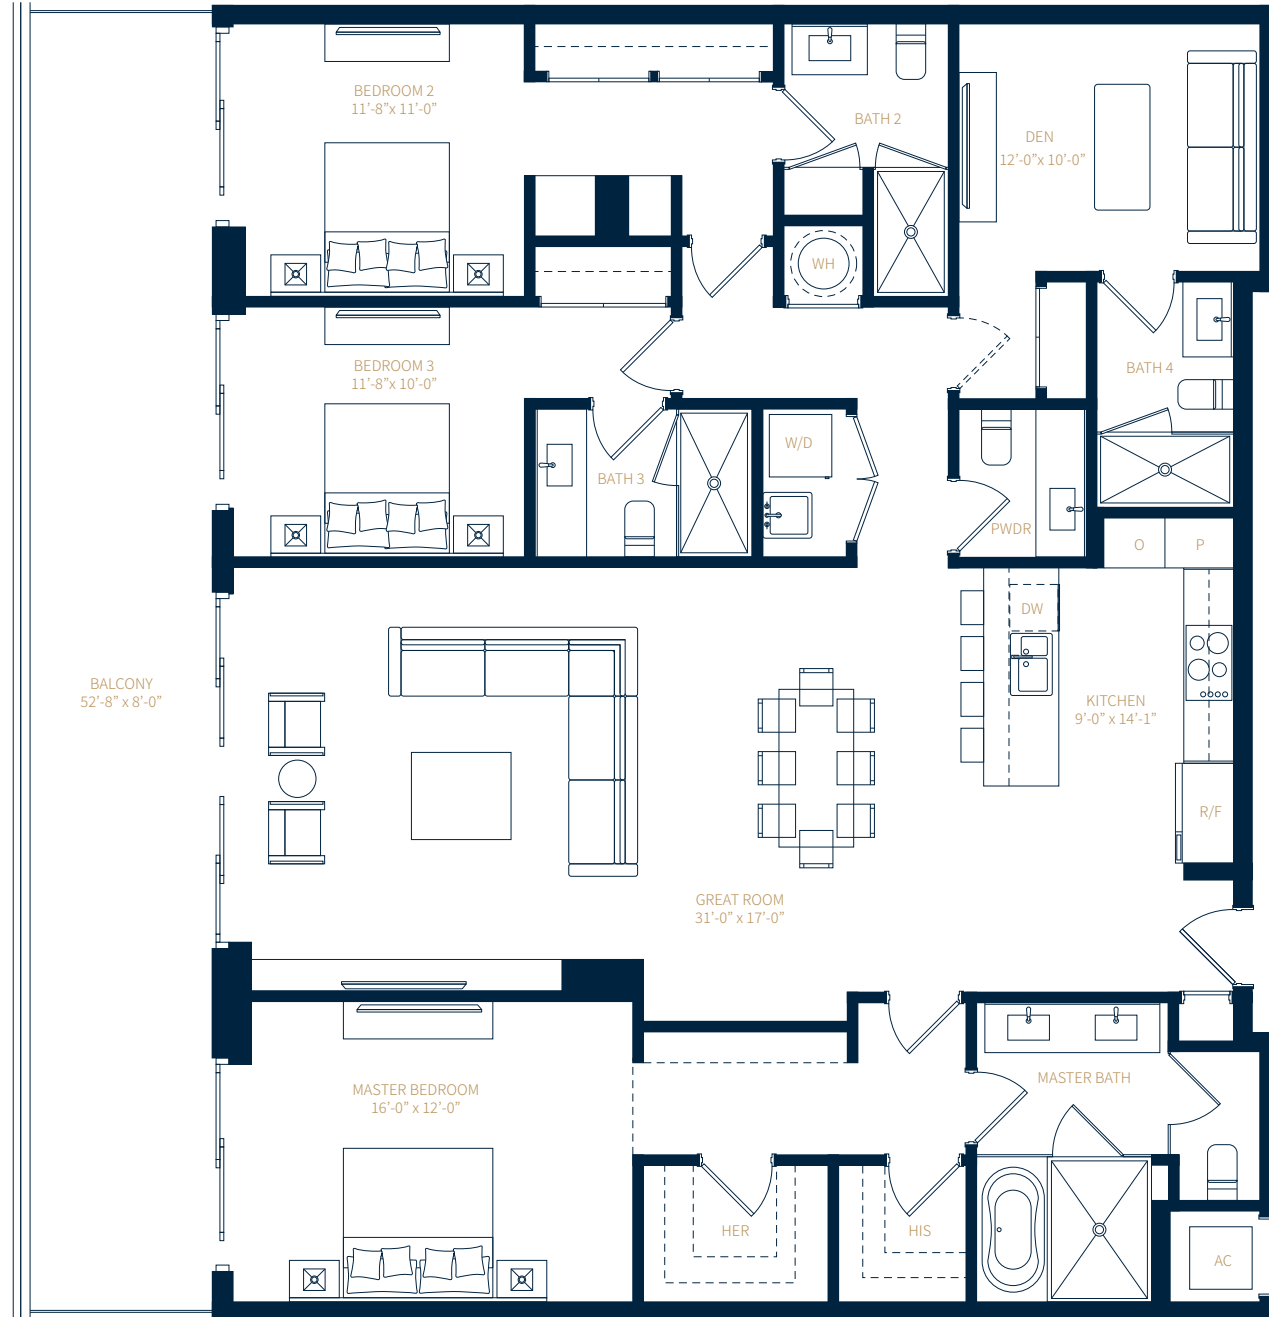 BEDROOM 2
11'-8"x 11'-0"
BATH 2
DEN
12'-0"x 10'-0"
WH
BEDROOM 3
11'-8"x 10'-0"
BATH 4
W/D
BATH 3
PWDR
O
P
DW
BALCONY
52'-8" x 8'-0"
KITCHEN
9'-0" x 14'-1"
R/F
GREAT ROOM
31'-0" x 17'-0"
MASTER BEDROOM
16'-0" x 12'-0"
MASTER BATH
HER
HIS
AC